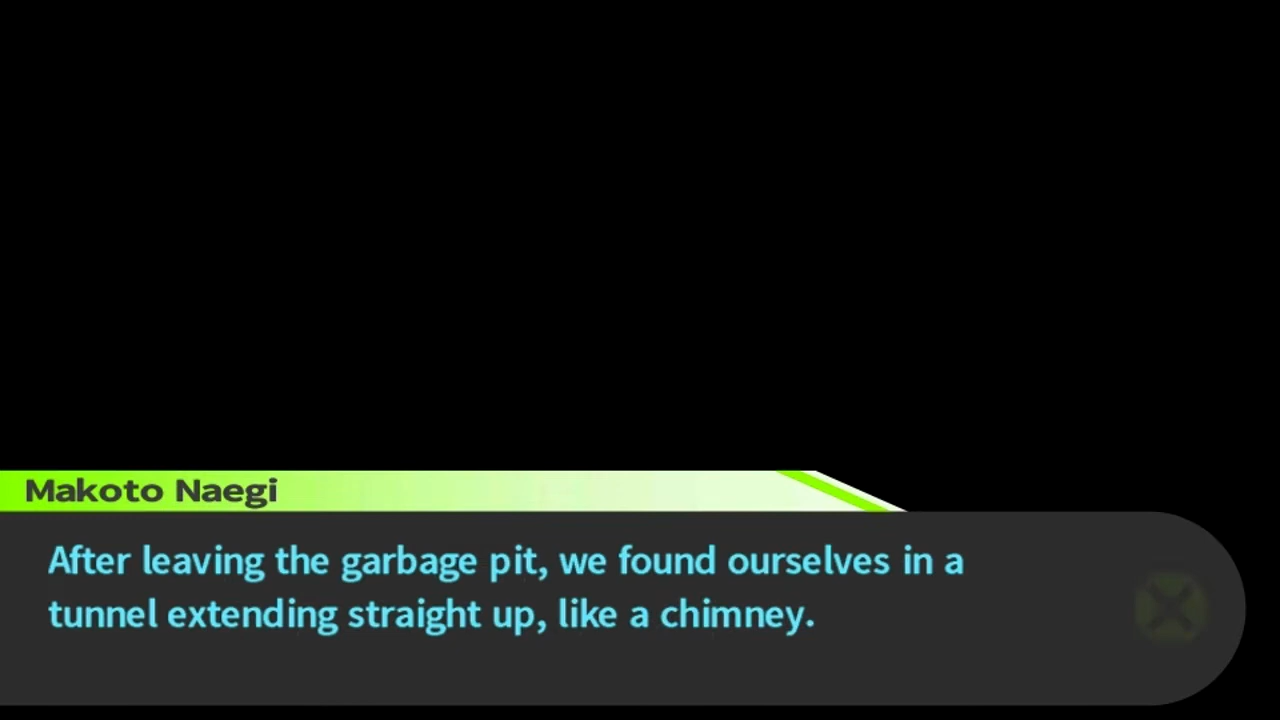 Makoto Naegi
After leaving the garbage pit, we found ourselves in a
tunnel extending straight up, like a chimney.